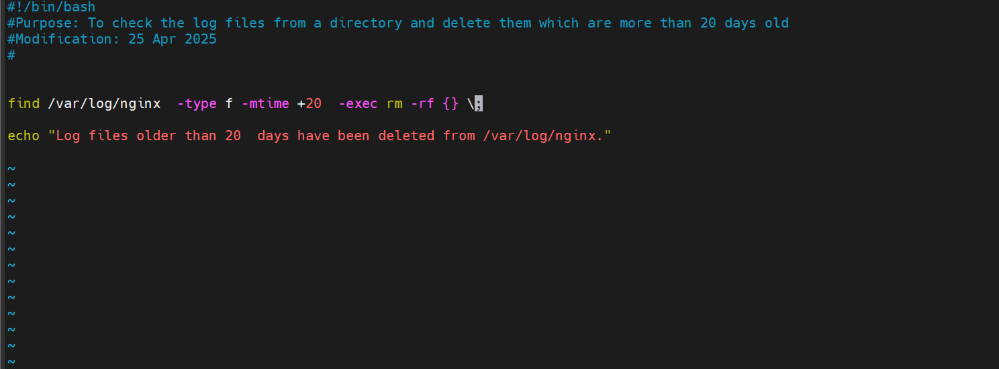 #!/bin/bash
#Purpose: To check the log files from a directory and delete them which are more than 20 days old
#Modification: 25 Apr 2025
#
find /var/log/nginx  -type f -mtime +20  -exec rm -rf {} \;
echo "Log files older than 20  days have been deleted from /var/log/nginx."
~
~
~
~
~
~
~
~
~
~
~
~
~